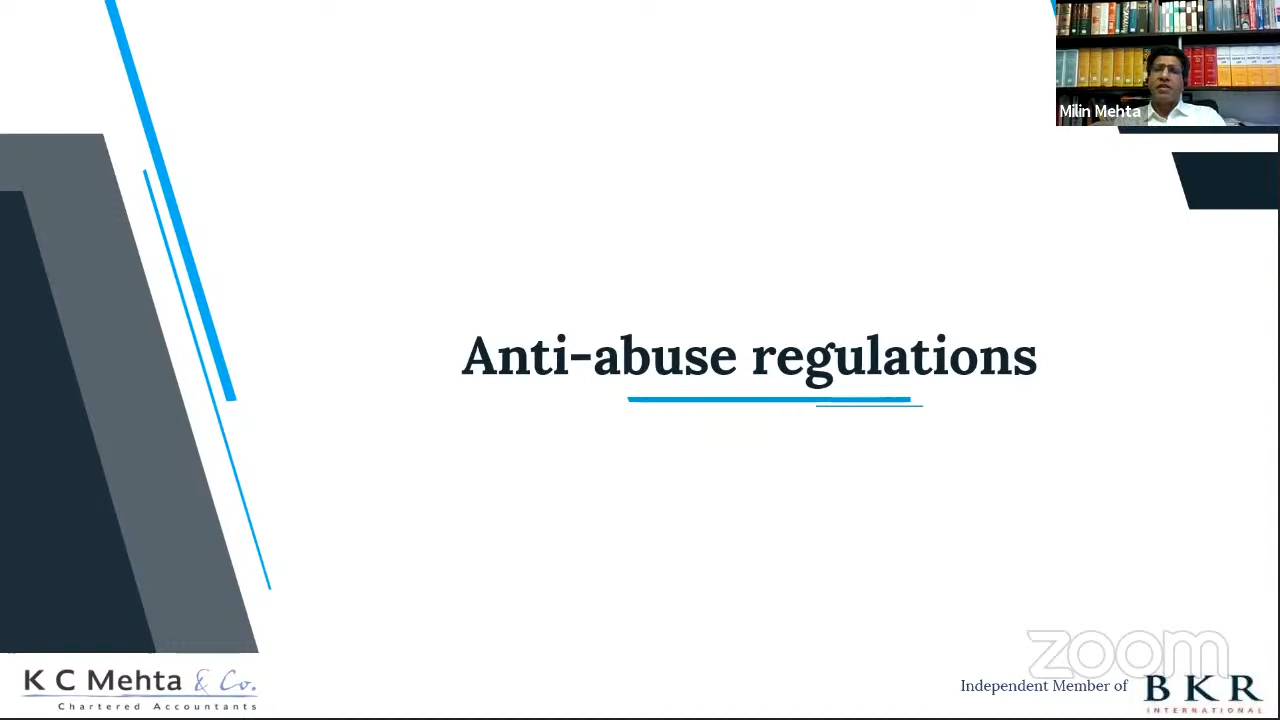 Milin Mehta
Anti-abuse regulations
zoom
K C Mehta & Co.
Chartered Accountants
Independent Member of
BKR
INTERNATIONAL